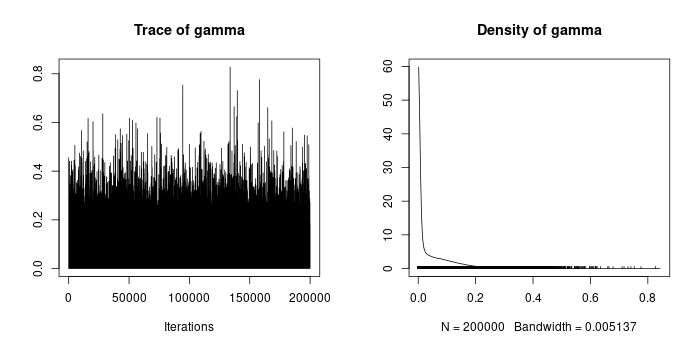 Trace of gamma
0.0 0.2 0.4 0.6 0.8
0 50000 100000 150000 200000
Iterations
Density of gamma
0 10 20 30 40 50 60
0.0 0.2 0.4 0.6 0.8
N = 200000 Bandwidth = 0.005137